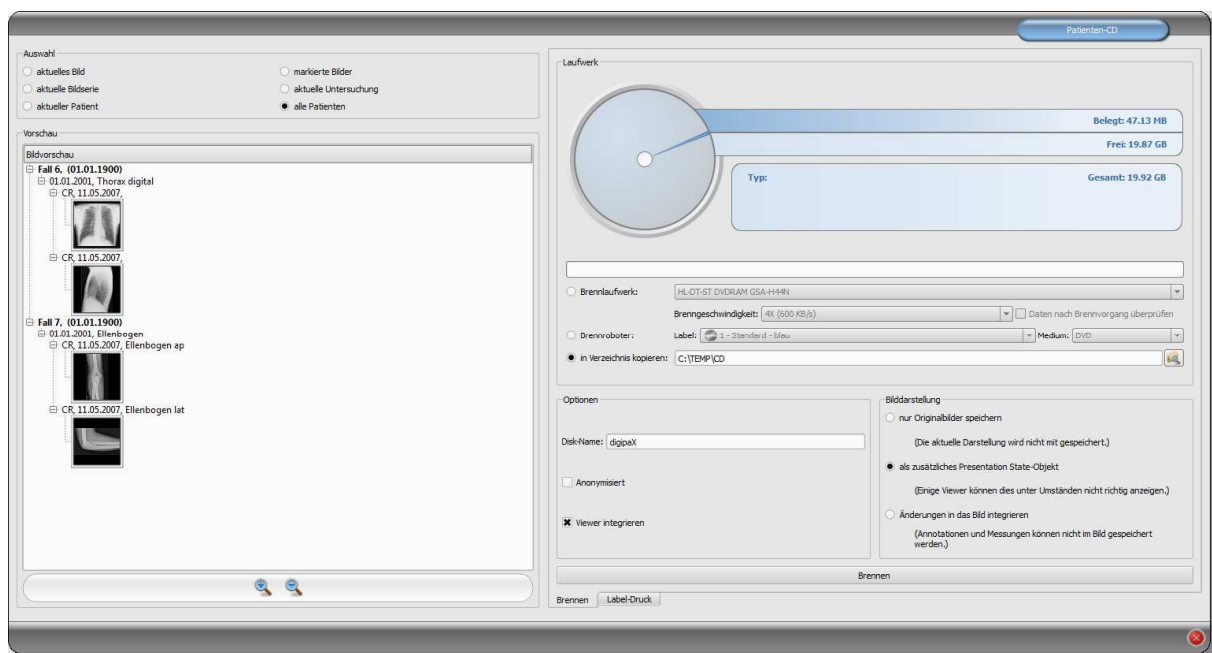 Patienten-CD
Auswahl
aktuelles Bild
markierte Bilder
aktuelle Bildserie
aktuelle Untersuchung
aktueller Patient
alle Patienten
Vorschau
Bildvorschau
Fall 6, (01.01.1900)
01.01.2001, Thorax digital
CR, 11.05.2007,
CR, 11.05.2007,
Fall 7, (01.01.1900)
01.01.2001, Ellenbogen
CR, 11.05.2007, Ellenbogen ap
CR, 11.05.2007, Ellenbogen lat
Laufwerk
Belegt: 47.13 MB
Frei: 19.87 GB
Typ:
Gesamt: 19.92 GB
Brennlaufwerk:
HL-DT-ST DVDRAM GSA-H44N
Brenngeschwindigkeit: 4X (600 KB/s)
Daten nach Brennvorgang überprüfen
Brennroboter:
Label: 1 - Standard - blau
Medium: DVD
in Verzeichnis kopieren: C:\TEMP\CD
Optionen
Disk-Name: digipaX
Anonymisiert
Viewer integrieren
Bilddarstellung
nur Originalbilder speichern
(Die aktuelle Darstellung wird nicht mit gespeichert.)
als zusätzliches Presentation State-Objekt
(Einige Viewer können dies unter Umständen nicht richtig anzeigen.)
Änderungen in das Bild integrieren
(Annotationen und Messungen können nicht im Bild gespeichert
werden.)
Brennen
Brennen
Label-Druck